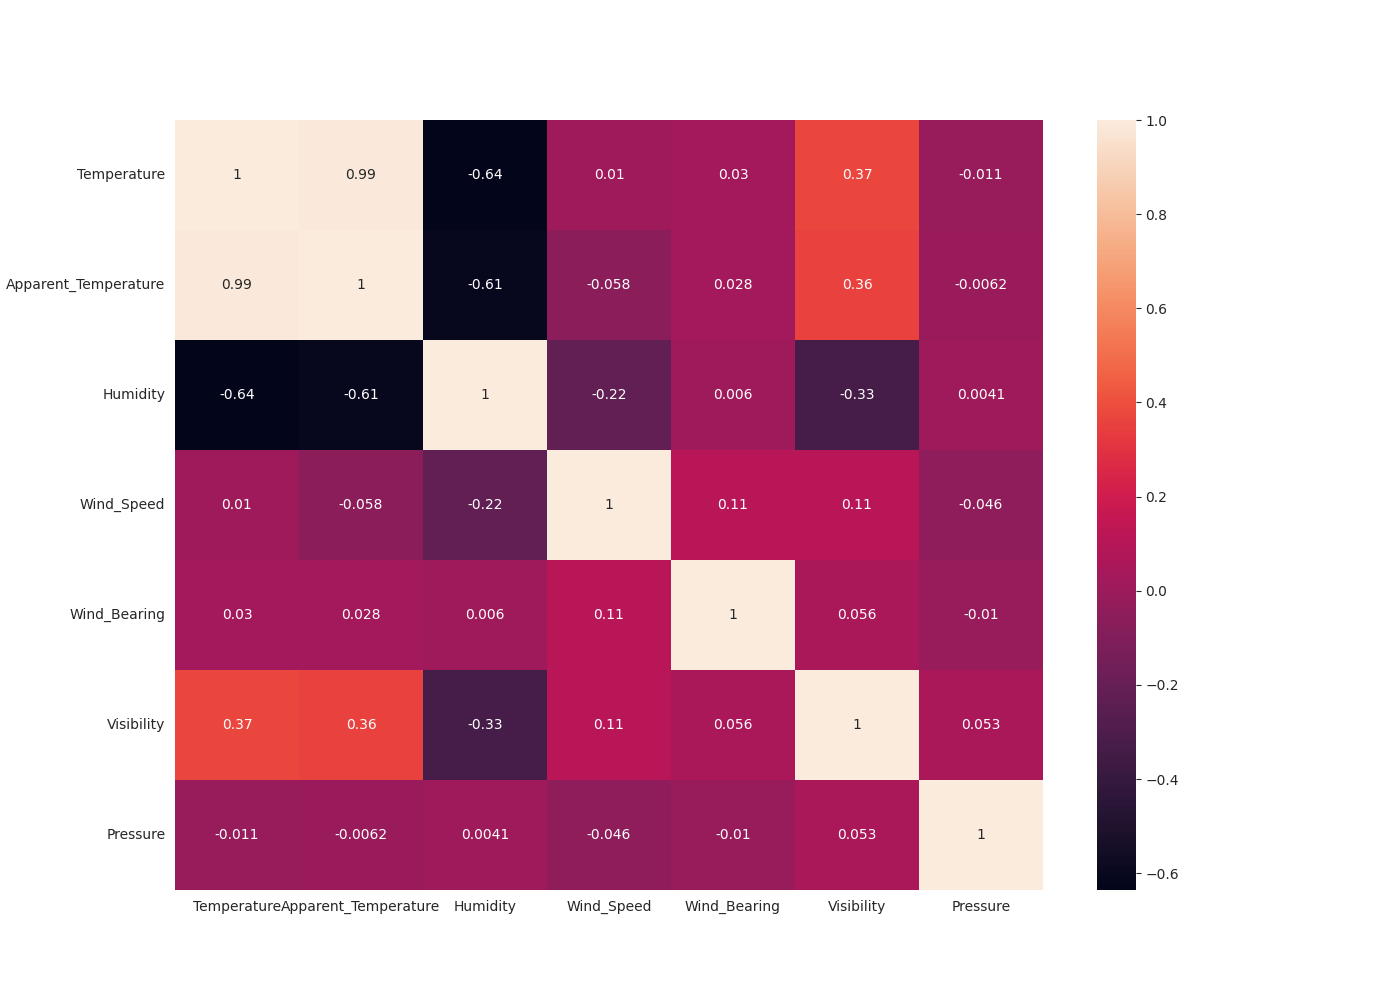 Temperature 1 0.99 -0.64 0.01 0.03 0.37 -0.011
Apparent_Temperature 0.99 1 -0.61 -0.058 0.028 0.36 -0.0062
Humidity -0.64 -0.61 1 -0.22 0.006 -0.33 0.0041
Wind_Speed 0.01 -0.058 -0.22 1 0.11 0.11 -0.046
Wind_Bearing 0.03 0.028 0.006 0.11 1 0.056 -0.01
Visibility 0.37 0.36 -0.33 0.11 0.056 1 0.053
Pressure -0.011 -0.0062 0.0041 -0.046 -0.01 0.053 1
Temperature Apparent_Temperature Humidity Wind_Speed Wind_Bearing Visibility Pressure
1.0
0.8
0.6
0.4
0.2
0.0
−0.2
−0.4
−0.6